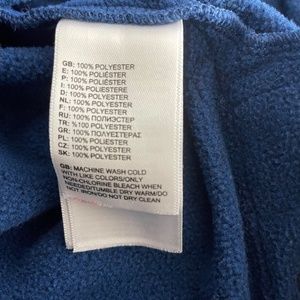 GB: 100% POLYESTER
E: 100% POLIÉSTER
P: 100% POLIÉSTER
I: 100% POLIESTERE
D: 100% POLYESTER
NL: 100% POLYESTER
F: 100% POLYESTER
RU: 100% ПОЛИЭСТЕР
TR: %100 POLYESTER
GR: 100% ΠΟΛΥΕΣΤΕΡΑΣ
PL: 100% POLIESTER
CZ: 100% POLYESTER
SK: 100% POLYESTER
GB: MACHINE WASH COLD
WITH LIKE COLORS/ONLY
NON-CHLORINE BLEACH WHEN
NEEDED/TUMBLE DRY WARM/DO
NOT IRON/DO NOT DRY CLEAN